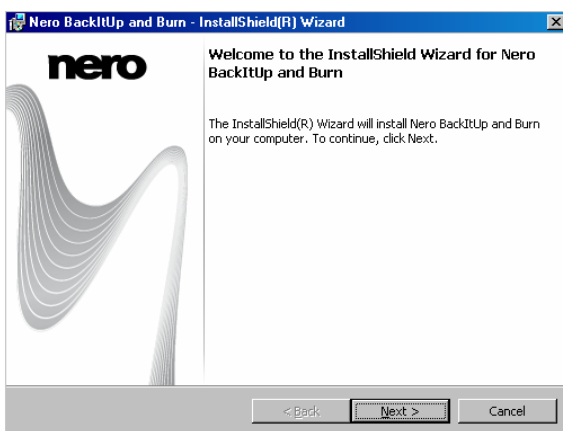 Nero BackItUp and Burn - InstallShield(R) Wizard
nero
Welcome to the InstallShield Wizard for Nero
BackItUp and Burn
The InstallShield(R) Wizard will install Nero BackItUp and Burn
on your computer. To continue, click Next.
< Back
Next >
Cancel